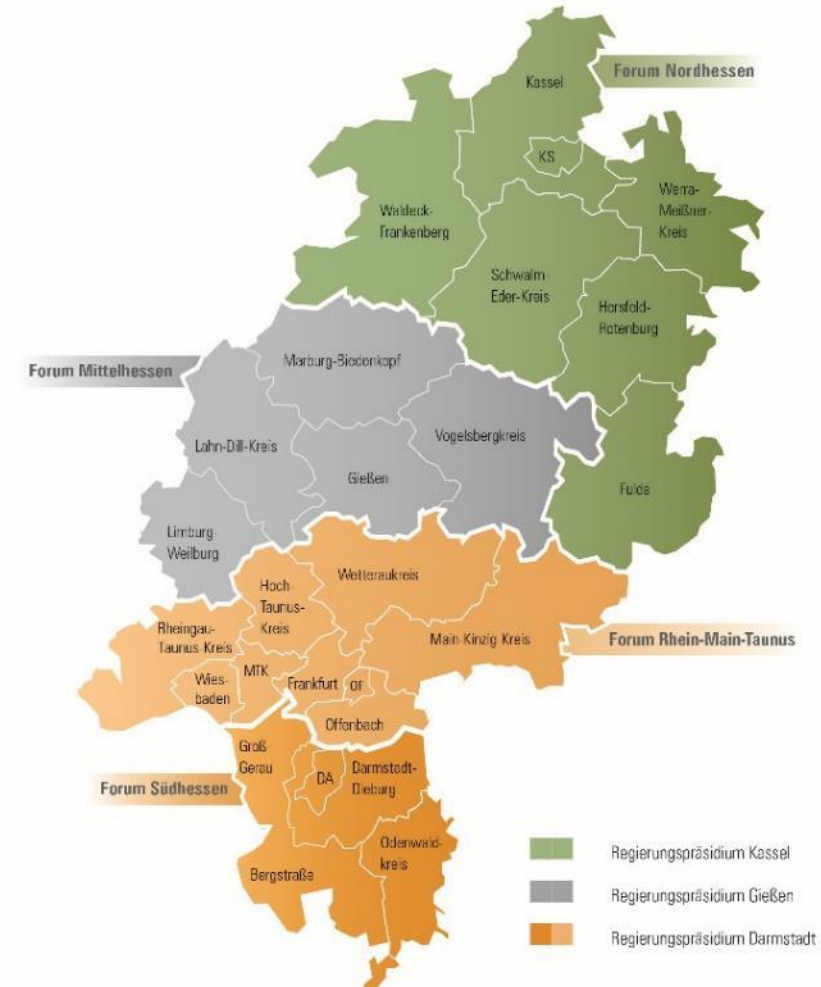 Forum Nordhessen
Kassel
KS
Werra-
Meißner-
Kreis
Waldeck-
Frankenberg
Schwalm-
Eder-Kreis
Hersfeld-
Rotenburg
Forum Mittelhessen
Marburg-Biedenkopf
Lahn-Dill-Kreis
Vogelsbergkreis
Gießen
Fulda
Limburg-
Weilburg
Wetteraukreis
Hoch-
Taunus-
Kreis
Rheingau-
Taunus-Kreis
Main Kinzig Kreis
Forum Rhein-Main-Taunus
MTK
Wies-
baden
Frankfurt
OF
Offenbach
Groß
Gerau
DA
Darmstadt-
Dieburg
Forum Südhessen
Odenwald-
kreis
Bergstraße
Regierungspräsidium Kassel
Regierungspräsidium Gießen
Regierungspräsidium Darmstadt